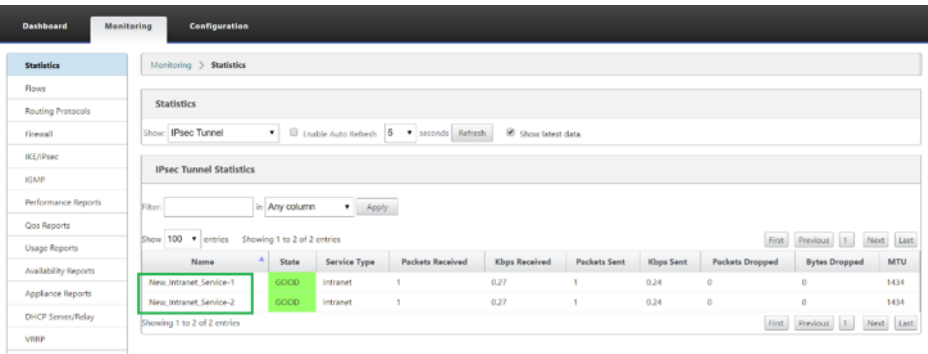 Dashboard Monitoring Configuration
Statistics
Flows
Routing Protocols
Firewall
IKE/IPsec
IGMP
Performance Reports
Qos Reports
Usage Reports
Availability Reports
Appliance Reports
DHCP Server/Relay
VRRP
Monitoring > Statistics
Statistics
Show: IPsec Tunnel Enable Auto Refresh 5 seconds Refresh Show latest data.
IPsec Tunnel Statistics
Filter: in Any column Apply
Show 100 entries Showing 1 to 2 of 2 entries First Previous 1 Next Last
Name State Service Type Packets Received Kbps Received Packets Sent Kbps Sent Packets Dropped Bytes Dropped MTU
New_Intranet_Service-1 GOOD Intranet 1 0.27 1 0.24 0 0 1434
New_Intranet_Service-2 GOOD Intranet 1 0.27 1 0.24 0 0 1434
Showing 1 to 2 of 2 entries First Previous 1 Next Last